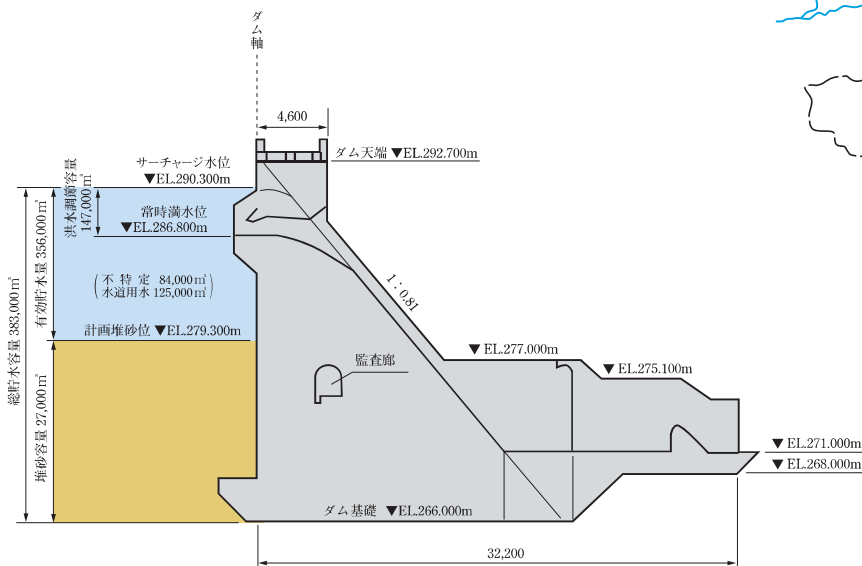 ダム軸
4,600
ダム天端 ▼EL.292.700m
サーチャージ水位
▼EL.290.300m
洪水調節容量
147,000㎥
常時満水位
▼EL.286.800m
1：0.81
(不特定 84,000㎥
水道用水 125,000㎥)
有効貯水量 356,000㎥
総貯水容量 383,000㎥
計画堆砂位 ▼EL.279.300m
▼ EL.277.000m
▼ EL.275.100m
監査廊
堆砂容量 27,000㎥
▼ EL.271.000m
▼ EL.268.000m
ダム基礎 ▼EL.266.000m
32,200